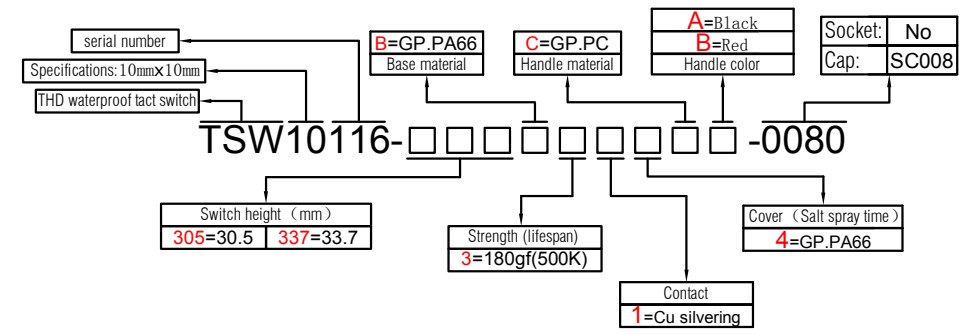 serial number
Specifications:10mm×10mm
THD waterproof tact switch
B=GP.PA66
Base material
C=GP.PC
Handle material
A=Black
B=Red
Handle color
Socket: No
Cap: SC008
TSW10116-□□□□□□□□□-0080
Switch height（mm）
305=30.5 337=33.7
Strength (lifespan)
3=180gf(500K)
Contact
1=Cu silvering
Cover（Salt spray time）
4=GP.PA66